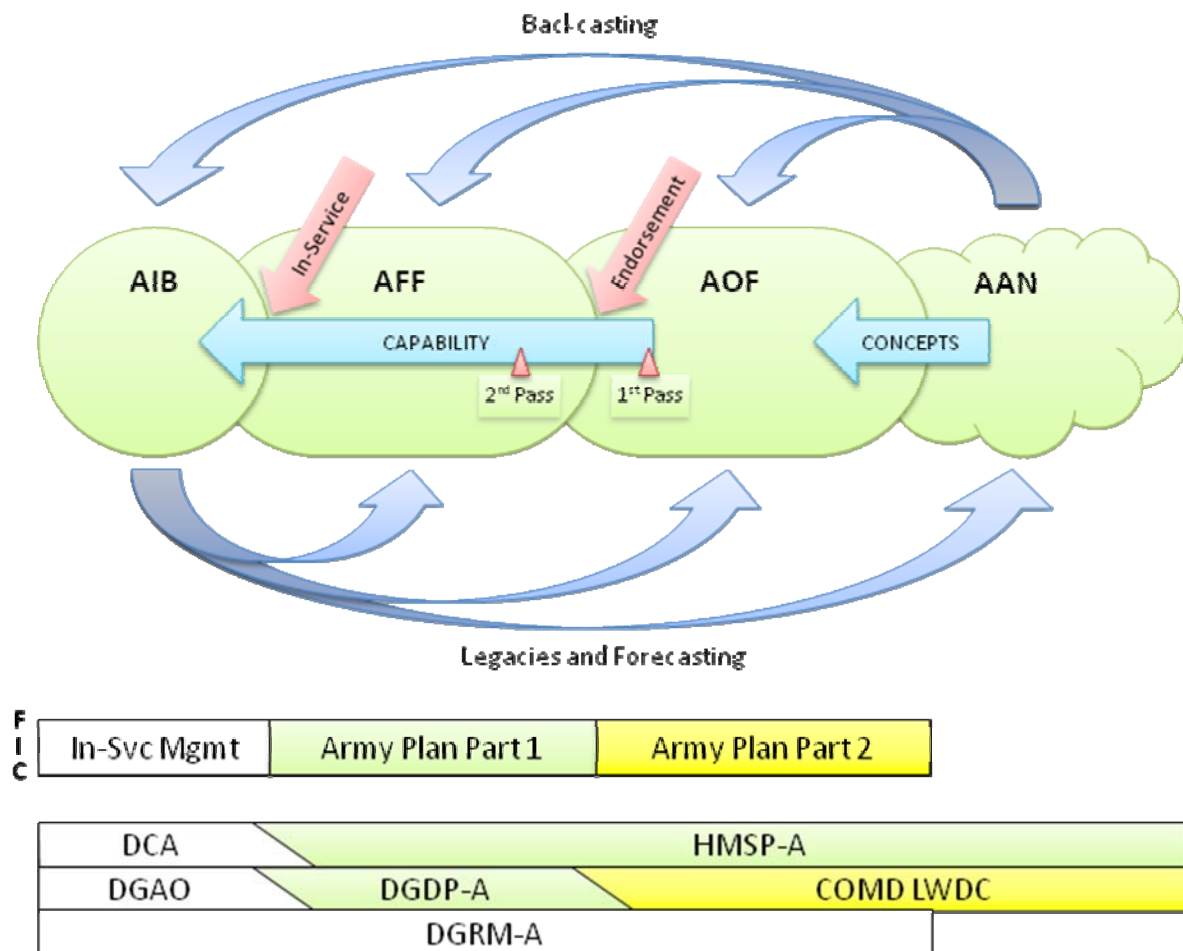 Back-casting
In-Service
Endorsement
AIB
AFF
AOF
AAN
CAPABILITY
CONCEPTS
2nd Pass
1st Pass
Legacies and Forecasting
FIC
In-Svc Mgmt
Army Plan Part 1
Army Plan Part 2
DCA
HMSP-A
DGAO
DGDP-A
COMD LWDC
DGRM-A